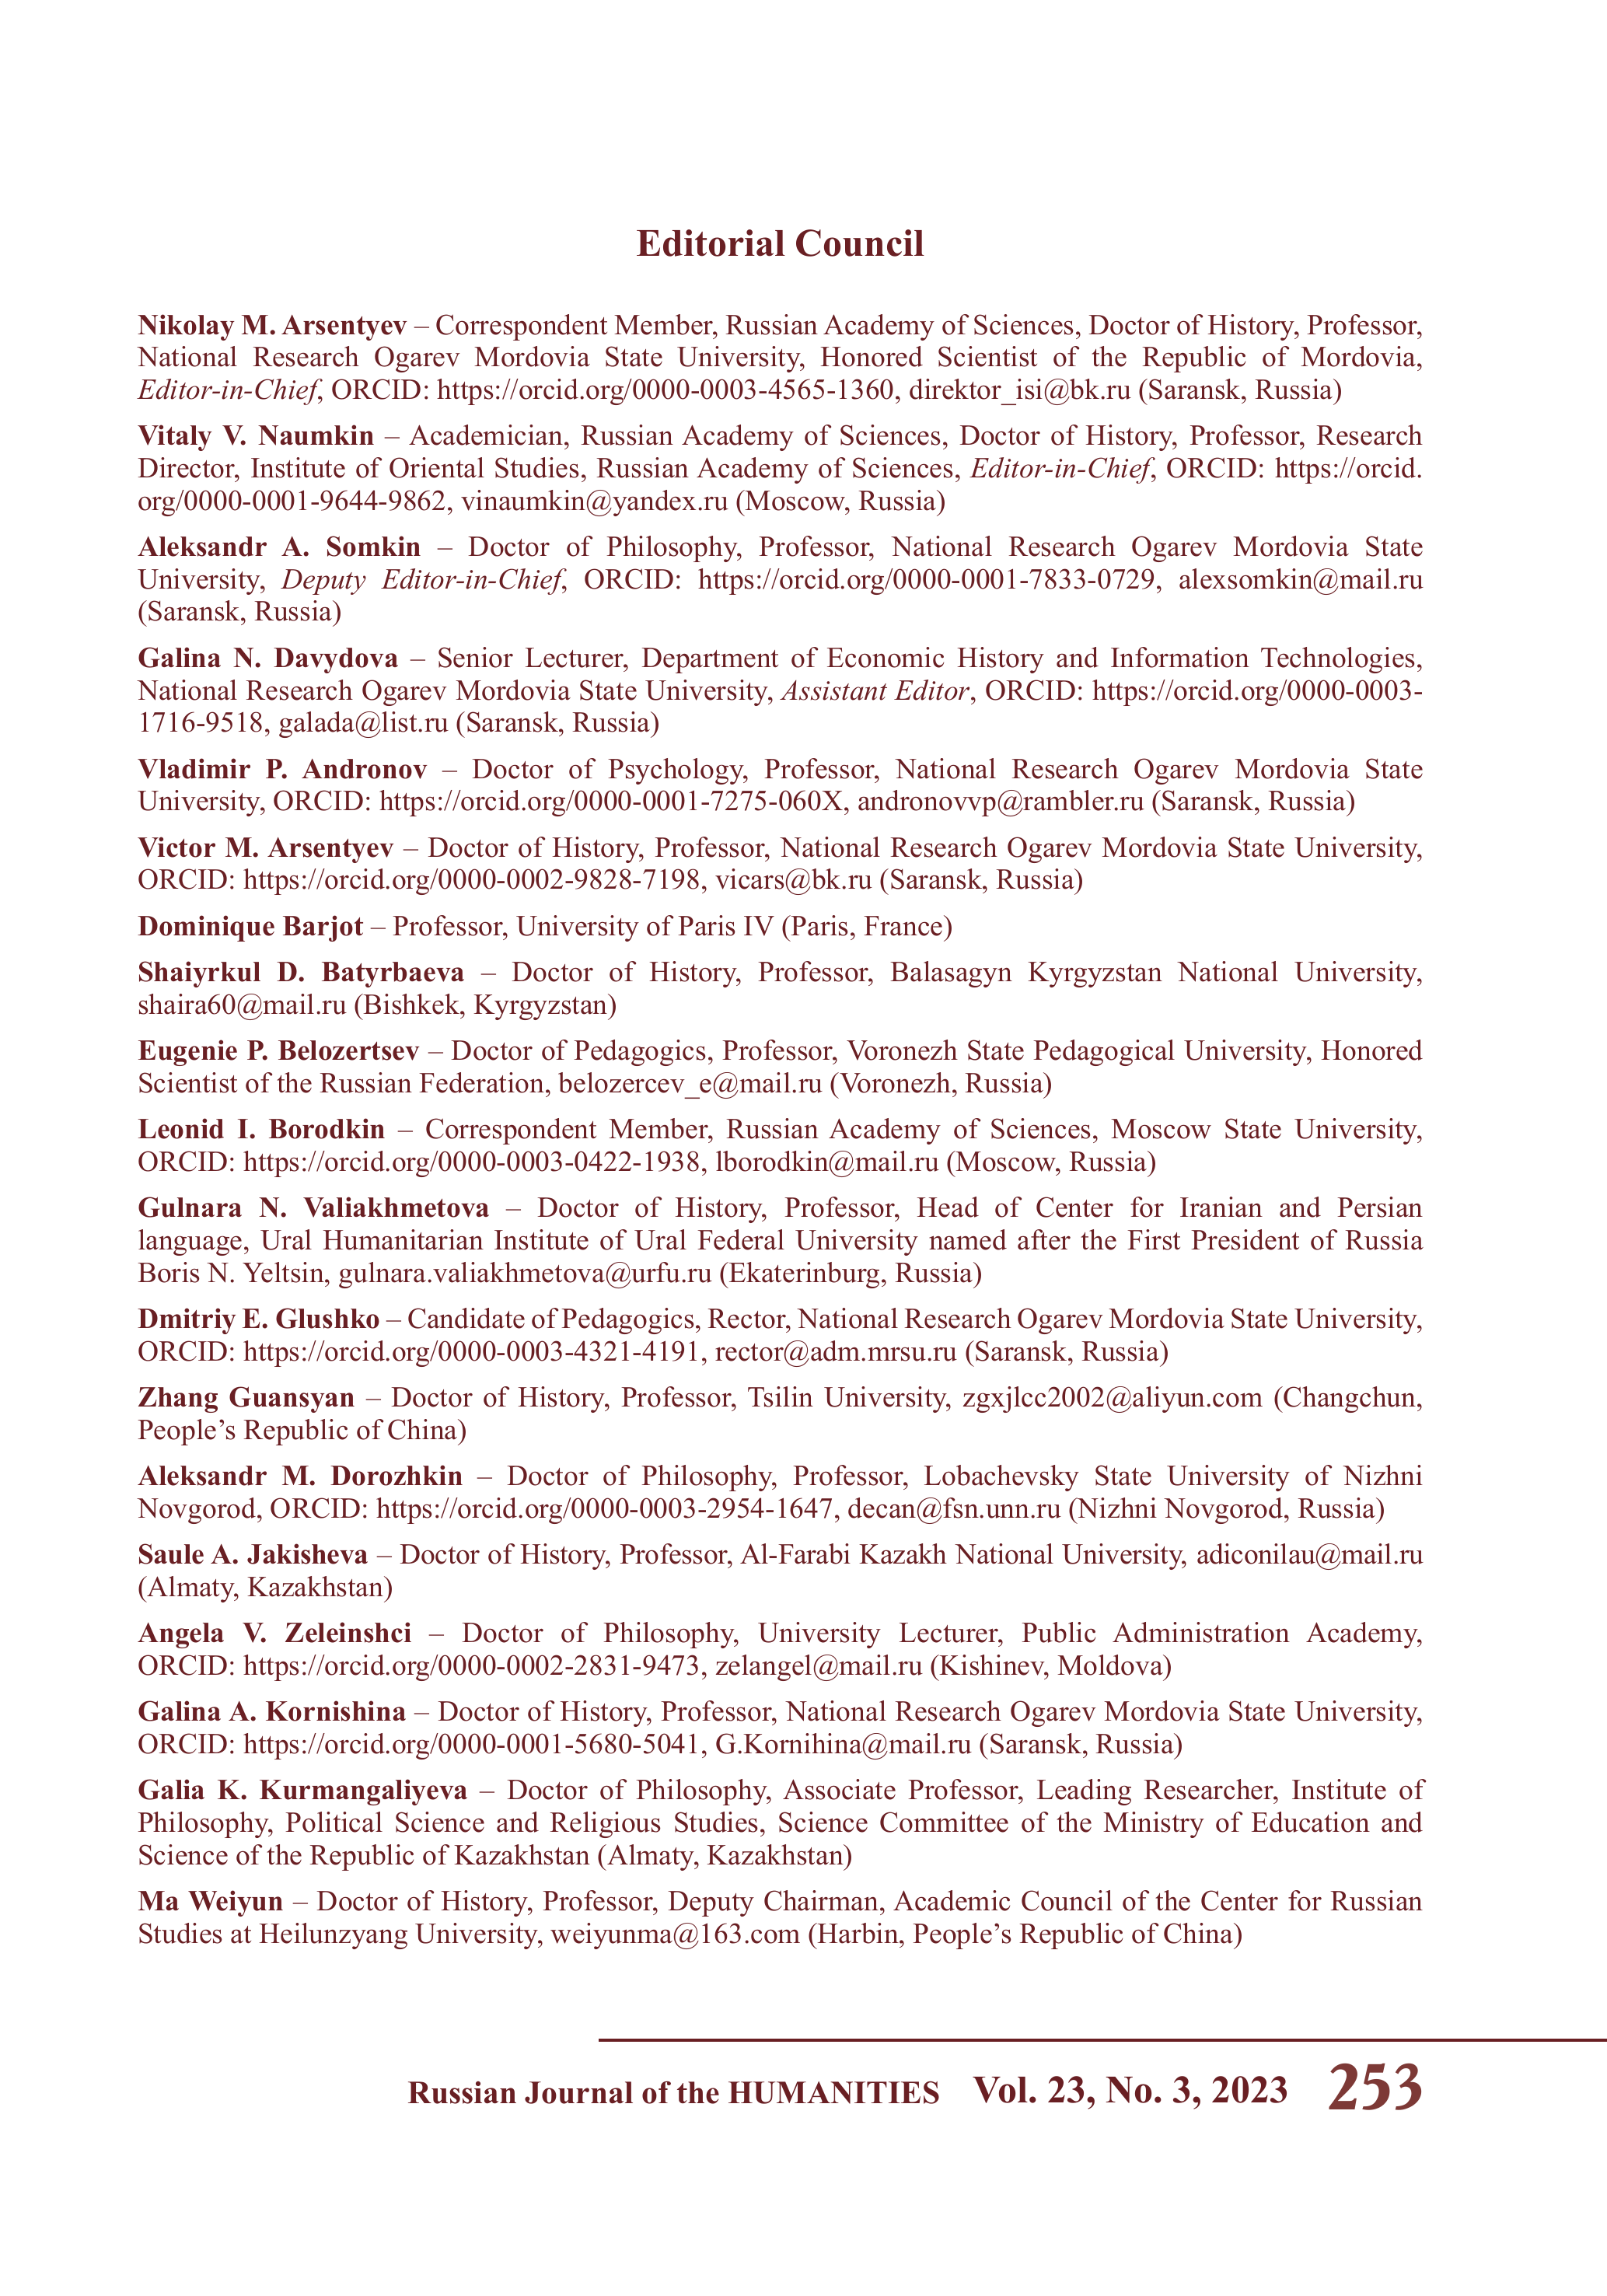 Editorial Council
Nikolay M. Arsentyev – Correspondent Member, Russian Academy of Sciences, Doctor of History, Professor,
National Research Ogarev Mordovia State University, Honored Scientist of the Republic of Mordovia,
Editor-in-Chief, ORCID: https://orcid.org/0000-0003-4565-1360, direktor_isi@bk.ru (Saransk, Russia)
Vitaly V. Naumkin – Academician, Russian Academy of Sciences, Doctor of History, Professor, Research
Director, Institute of Oriental Studies, Russian Academy of Sciences, Editor-in-Chief, ORCID: https://orcid.
org/0000-0001-9644-9862, vinaumkin@yandex.ru (Moscow, Russia)
Aleksandr A. Somkin – Doctor of Philosophy, Professor, National Research Ogarev Mordovia State
University, Deputy Editor-in-Chief, ORCID: https://orcid.org/0000-0001-7833-0729, alexsomkin@mail.ru
(Saransk, Russia)
Galina N. Davydova – Senior Lecturer, Department of Economic History and Information Technologies,
National Research Ogarev Mordovia State University, Assistant Editor, ORCID: https://orcid.org/0000-0003-
1716-9518, galada@list.ru (Saransk, Russia)
Vladimir P. Andronov – Doctor of Psychology, Professor, National Research Ogarev Mordovia State
University, ORCID: https://orcid.org/0000-0001-7275-060X, andronovvp@rambler.ru (Saransk, Russia)
Victor M. Arsentyev – Doctor of History, Professor, National Research Ogarev Mordovia State University,
ORCID: https://orcid.org/0000-0002-9828-7198, vicars@bk.ru (Saransk, Russia)
Dominique Barjot – Professor, University of Paris IV (Paris, France)
Shaiyrkul D. Batyrbaeva – Doctor of History, Professor, Balasagyn Kyrgyzstan National University,
shaira60@mail.ru (Bishkek, Kyrgyzstan)
Eugenie P. Belozertsev – Doctor of Pedagogics, Professor, Voronezh State Pedagogical University, Honored
Scientist of the Russian Federation, belozercev_e@mail.ru (Voronezh, Russia)
Leonid I. Borodkin – Correspondent Member, Russian Academy of Sciences, Moscow State University,
ORCID: https://orcid.org/0000-0003-0422-1938, lborodkin@mail.ru (Moscow, Russia)
Gulnara N. Valiakhmetova – Doctor of History, Professor, Head of Center for Iranian and Persian
language, Ural Humanitarian Institute of Ural Federal University named after the First President of Russia
Boris N. Yeltsin, gulnara.valiakhmetova@urfu.ru (Ekaterinburg, Russia)
Dmitriy E. Glushko – Candidate of Pedagogics, Rector, National Research Ogarev Mordovia State University,
ORCID: https://orcid.org/0000-0003-4321-4191, rector@adm.mrsu.ru (Saransk, Russia)
Zhang Guansyan – Doctor of History, Professor, Tsilin University, zgxjlcc2002@aliyun.com (Changchun,
People’s Republic of China)
Aleksandr M. Dorozhkin – Doctor of Philosophy, Professor, Lobachevsky State University of Nizhni
Novgorod, ORCID: https://orcid.org/0000-0003-2954-1647, decan@fsn.unn.ru (Nizhni Novgorod, Russia)
Saule A. Jakisheva – Doctor of History, Professor, Al-Farabi Kazakh National University, adiconilau@mail.ru
(Almaty, Kazakhstan)
Angela V. Zeleinshci – Doctor of Philosophy, University Lecturer, Public Administration Academy,
ORCID: https://orcid.org/0000-0002-2831-9473, zelangel@mail.ru (Kishinev, Moldova)
Galina A. Kornishina – Doctor of History, Professor, National Research Ogarev Mordovia State University,
ORCID: https://orcid.org/0000-0001-5680-5041, G.Kornihina@mail.ru (Saransk, Russia)
Galia K. Kurmangaliyeva – Doctor of Philosophy, Associate Professor, Leading Researcher, Institute of
Philosophy, Political Science and Religious Studies, Science Committee of the Ministry of Education and
Science of the Republic of Kazakhstan (Almaty, Kazakhstan)
Ma Weiyun – Doctor of History, Professor, Deputy Chairman, Academic Council of the Center for Russian
Studies at Heilunzyang University, weiyunma@163.com (Harbin, People’s Republic of China)
Russian Journal of the HUMANITIES Vol. 23, No. 3, 2023 253